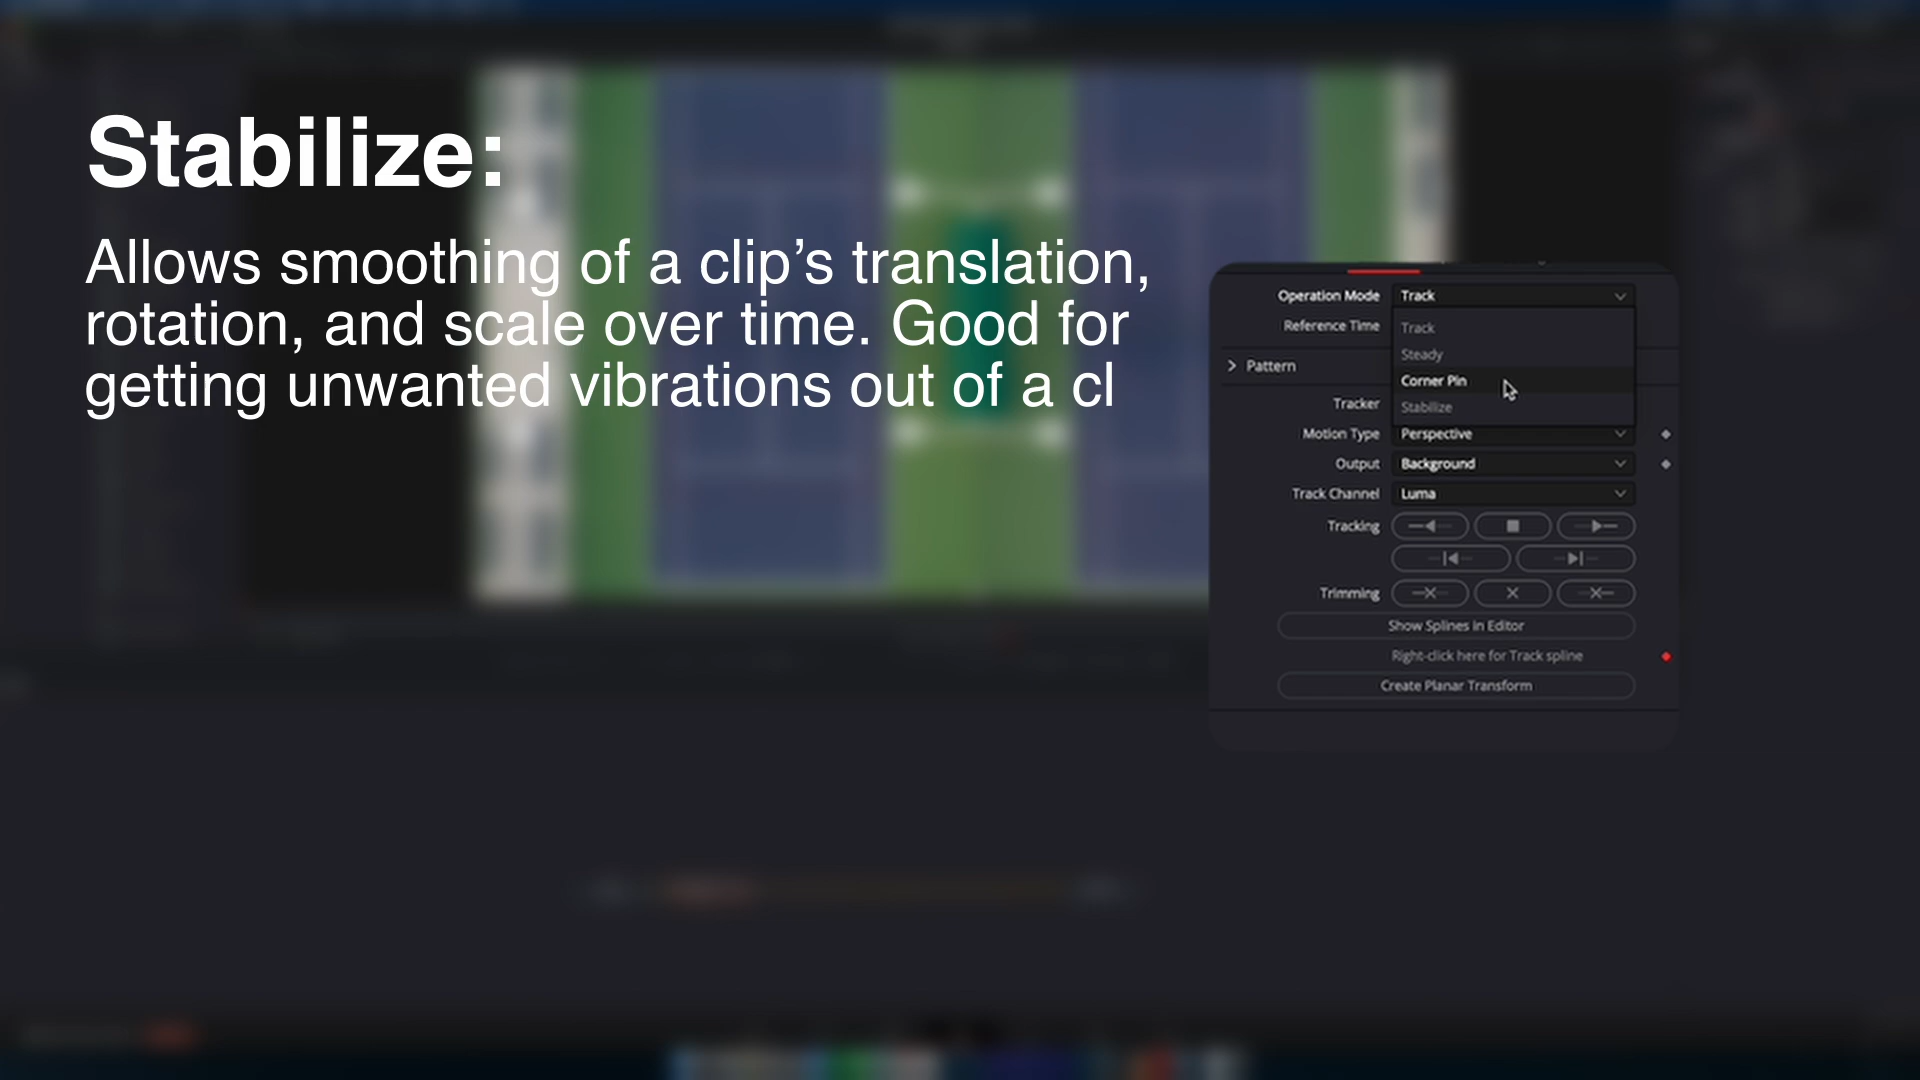 Stabilize:
Allows smoothing of a clip’s translation,
rotation, and scale over time. Good for
getting unwanted vibrations out of a cl
Operation Mode Track
Reference Time
Track
Steady
Pattern
Corner Pin
Tracker
Stabilize
Motion Type Perspective
Output Background
Track Channel Luma
Tracking
Trimming
Show Splines in Editor
Right-click here for Track spline
Create Planar Transform